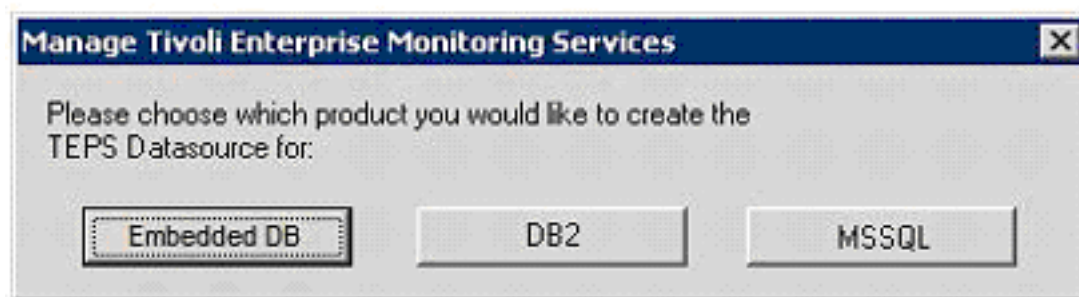 Manage Tivoli Enterprise Monitoring Services
Please choose which product you would like to create the
TEPS Datasource for:
Embedded DB
DB2
MSSQL